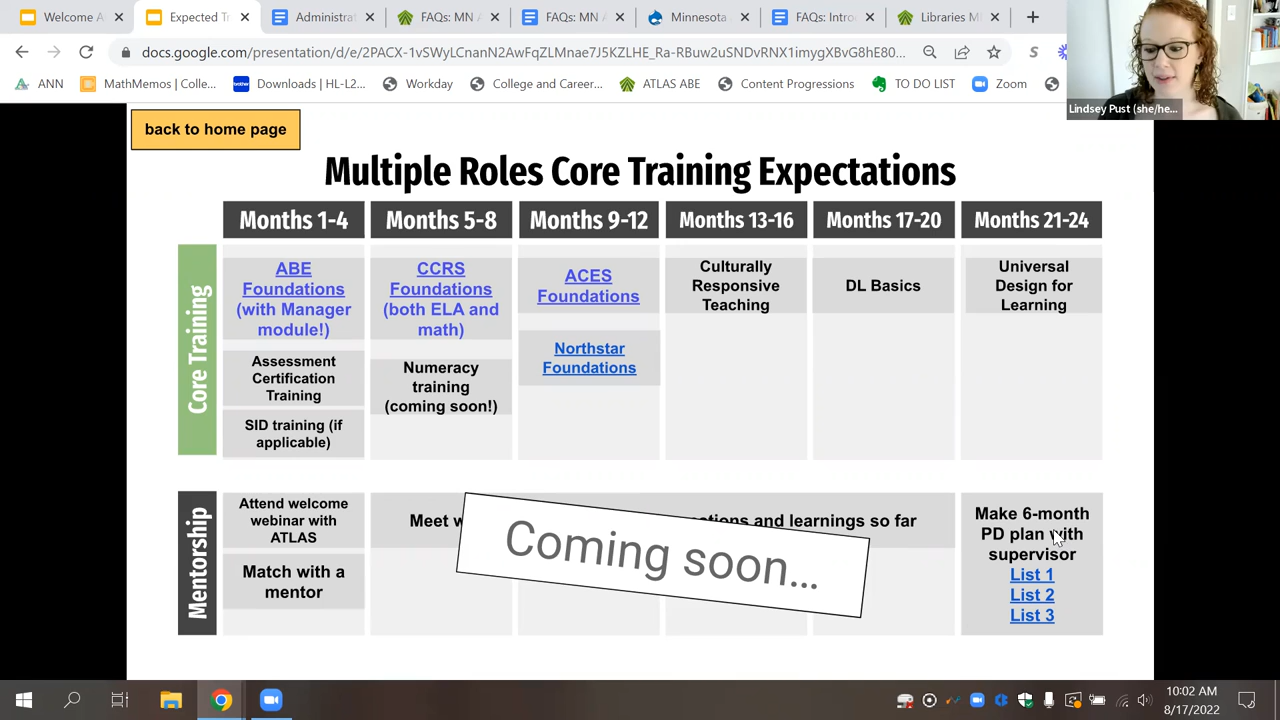 Welcome A
Expected Tr
Administrat
FAQs: MN A
FAQs: MN A
Minnesota
FAQs: Intro
Libraries M
docs.google.com/presentation/d/e/2PACX-1vSWyLCnanN2AwFqZLMnae7J5KZLHE_Ra-RBuw2uSNDvRNX1imygXBvG8hE80...
ANN
MathMemos (Colle...
Downloads | HL-L2...
Workday
College and Career...
ATLAS ABE
Content Progressions
TO DO LIST
Zoom
Lindsey Pust (she/he...
back to home page
Multiple Roles Core Training Expectations
Months 1-4
Months 5-8
Months 9-12
Months 13-16
Months 17-20
Months 21-24
Core Training
ABE
Foundations
(with Manager
module!)
Assessment
Certification
Training
SID training (if
applicable)
CCRS
Foundations
(both ELA and
math)
Numeracy
training
(coming soon!)
ACES
Foundations
Northstar
Foundations
Culturally
Responsive
Teaching
DL Basics
Universal
Design for
Learning
Mentorship
Attend welcome
webinar with
ATLAS
Match with a
mentor
Meet and learnings so far
Coming soon...
Make 6-month
PD plan with
supervisor
List 1
List 2
List 3
10:02 AM
8/17/2022